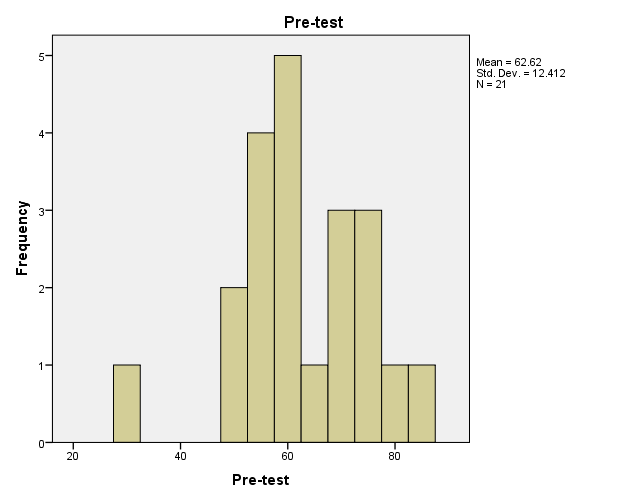 Pre-test
Mean = 62.62
Std. Dev. = 12.412
N = 21
Frequency
5
4
3
2
1
0
20 40 60 80
Pre-test